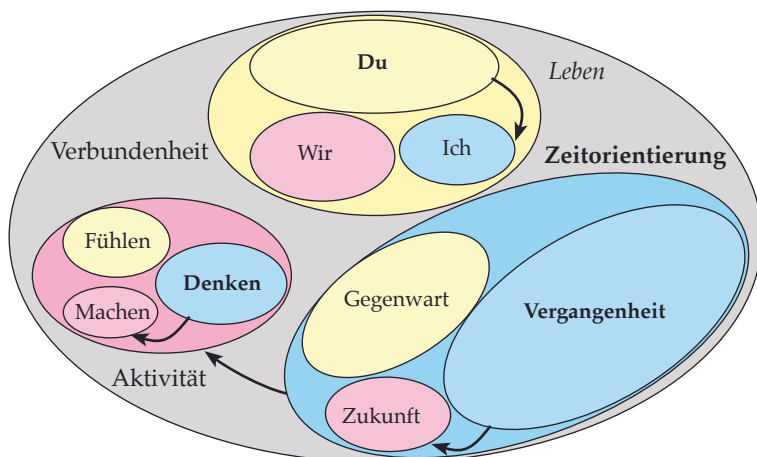 Du
Leben
Wir
Ich
Verbundenheit
Zeitorientierung
Fühlen
Denken
Gegenwart
Machen
Vergangenheit
Aktivität
Zukunft